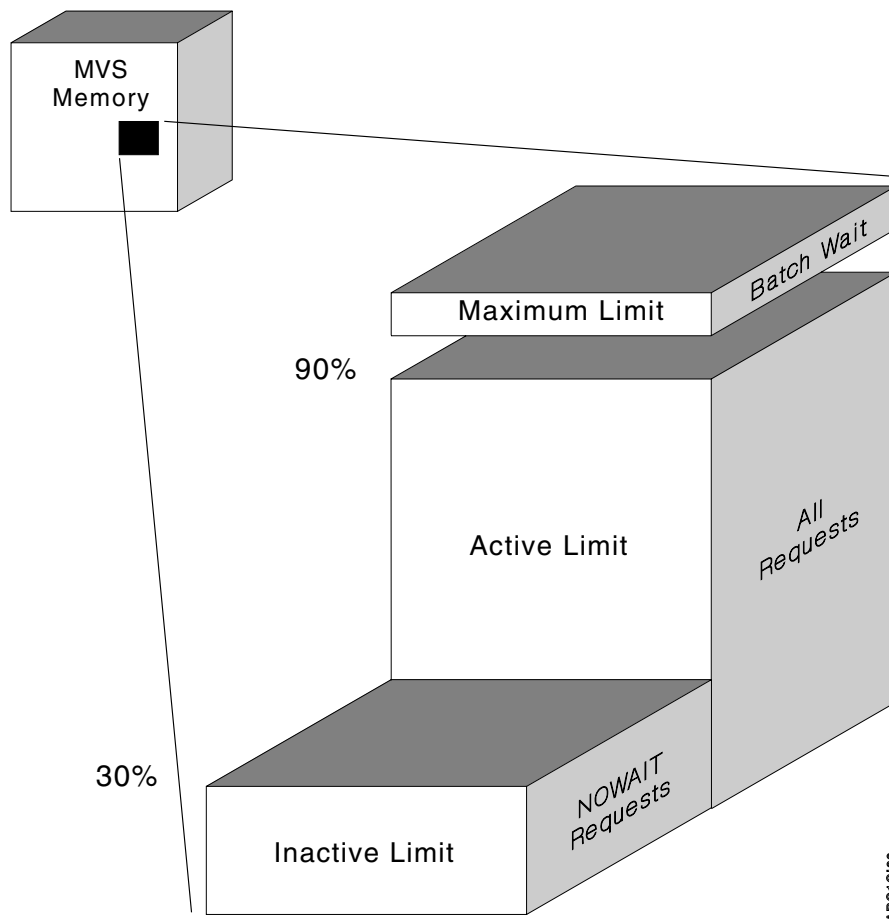 MVS
Memory
Batch Wait
Maximum Limit
90%
All
Requests
Active Limit
30%
NOWAIT
Requests
Inactive Limit